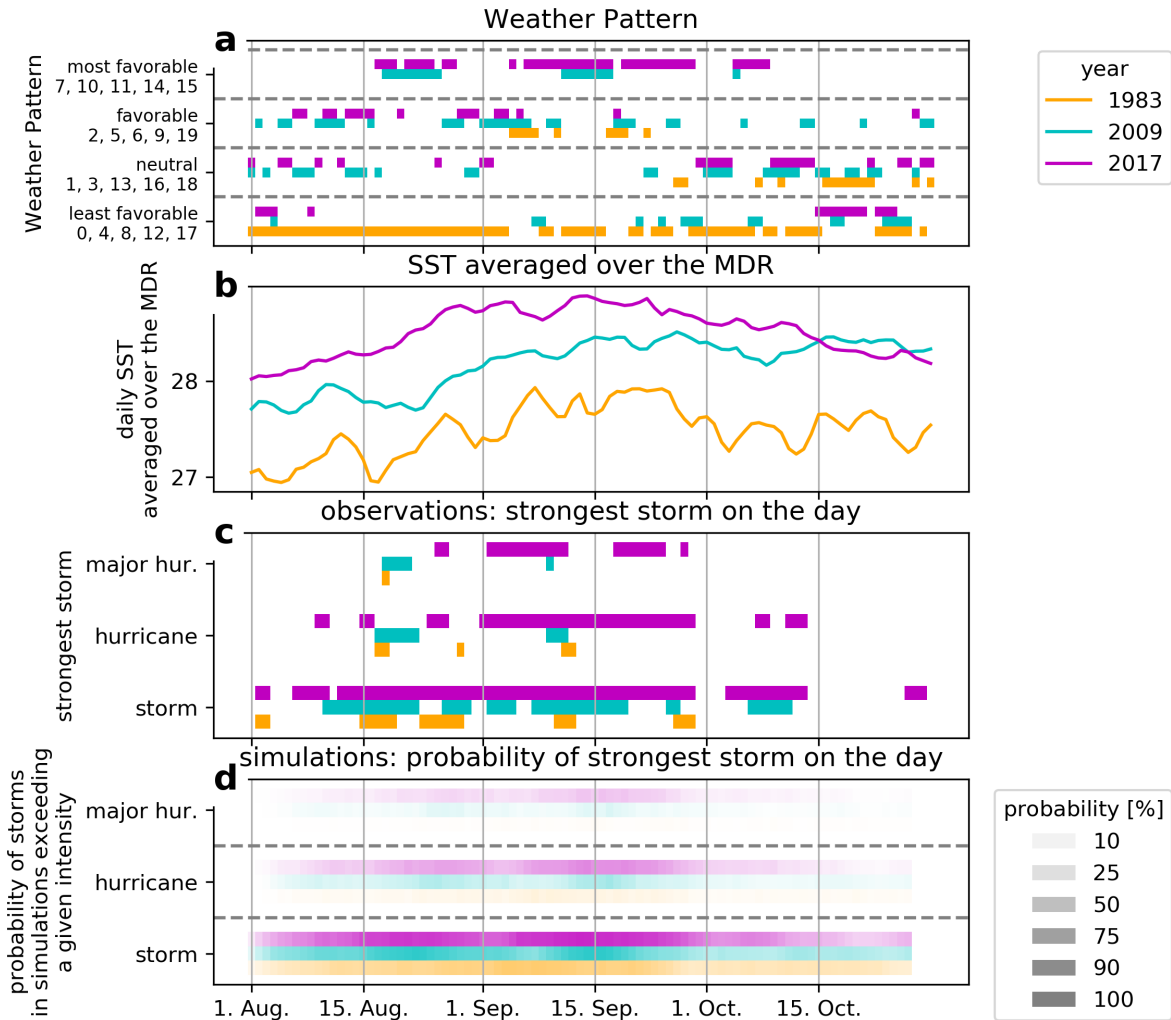 Weather Pattern
a
Weather Pattern
most favorable
7, 10, 11, 14, 15
favorable
2, 5, 6, 9, 19
neutral
1, 3, 13, 16, 18
least favorable
0, 4, 8, 12, 17
year
1983
2009
2017
SST averaged over the MDR
b
daily SST
averaged over the MDR
28
27
observations: strongest storm on the day
c
strongest storm
major hur.
hurricane
storm
simulations: probability of strongest storm on the day
d
probability of storms
in simulations exceeding
a given intensity
major hur.
hurricane
storm
1. Aug.
15. Aug.
1. Sep.
15. Sep.
1. Oct.
15. Oct.
probability [%]
10
25
50
75
90
100